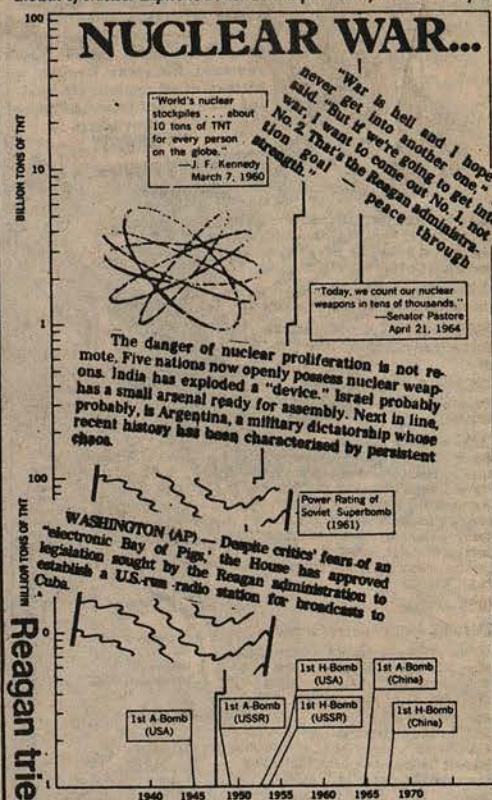 100
NUCLEAR WAR...
"War is hell and I hope
never get into another one,"
said. "But if we're going to get int
war, I want to come out No. 1, not
No. 2 That's the Reagan administra-
tion goal — peace through
strength."
"World's nuclear
stockpiles . . . about
10 tons of TNT
for every person
on the globe."
—J. F. Kennedy
March 7, 1960
BILLION TONS OF TNT
10
"Today, we count our nuclear
weapons in tens of thousands."
—Senator Pastore
April 21, 1964
1
The danger of nuclear proliferation is not re-
mote. Five nations now openly possess nuclear weap-
ons. India has exploded a "device." Israel probably
has a small arsenal ready for assembly. Next in line,
probably, is Argentina, a military dictatorship whose
recent history has been characterised by persistent
chaos.
100
Power Rating of
Soviet Superbomb
(1961)
MILLION TONS OF TNT
WASHINGTON (AP) — Despite critics' fears of an
"electronic Bay of Pigs,' the House has approved
legislation sought by the Reagan administration to
establish a U.S.-run radio station for broadcasts to
Cuba.
0
Reagan trie
1st H-Bomb
(USA)
1st A-Bomb
(China)
1st A-Bomb
(USA)
1st A-Bomb
(USSR)
1st H-Bomb
(USSR)
1st H-Bomb
(China)
1
1940 1945 1950 1955 1960 1965 1970